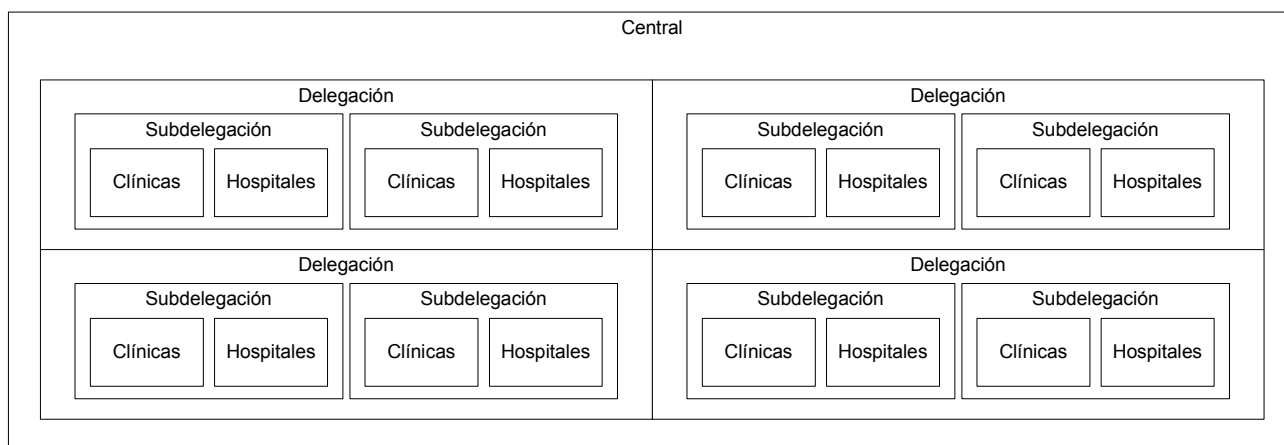 Central
Delegación Delegación
Subdelegación Subdelegación Subdelegación Subdelegación
Clínicas Hospitales Clínicas Hospitales Clínicas Hospitales Clínicas Hospitales
Delegación Delegación
Subdelegación Subdelegación Subdelegación Subdelegación
Clínicas Hospitales Clínicas Hospitales Clínicas Hospitales Clínicas Hospitales